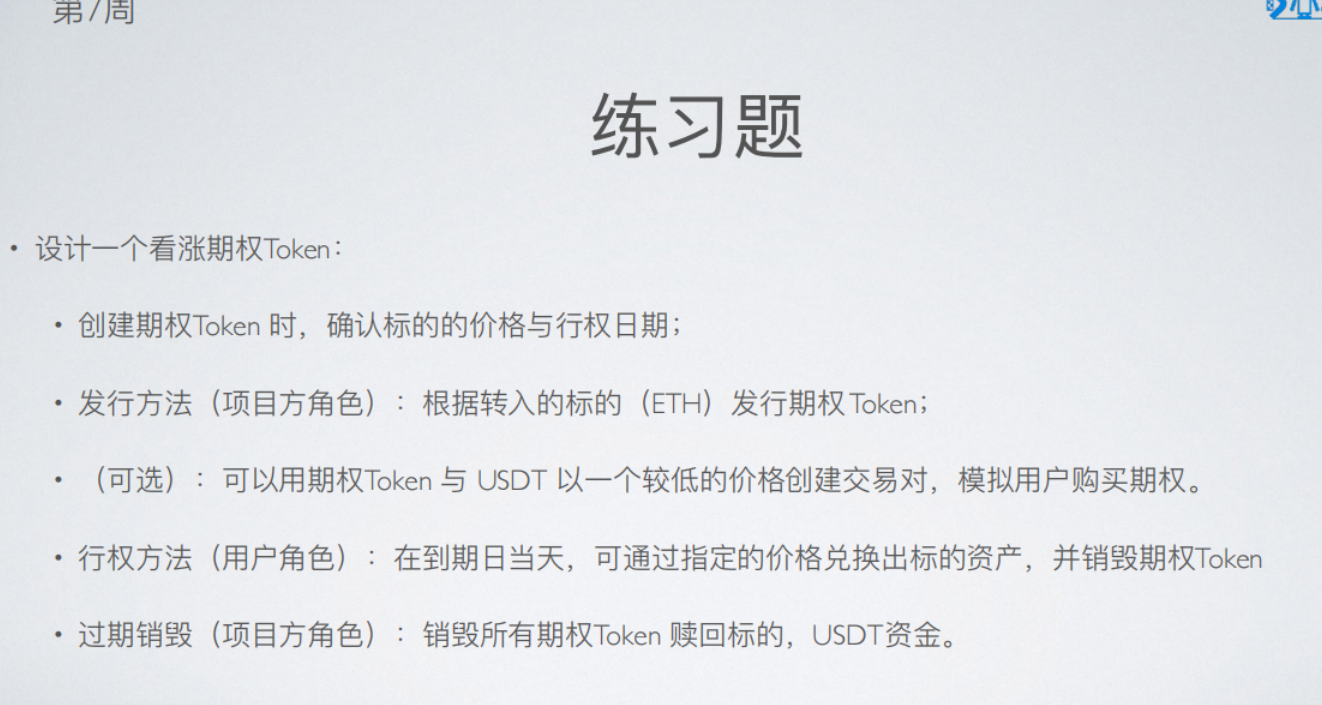 第7周
练习题
• 设计一个看涨期权Token：
• 创建期权Token 时，确认标的的价格与行权日期；
• 发行方法（项目方角色）：根据转入的标的（ETH）发行期权Token；
• （可选）：可以用期权Token 与 USDT 以一个较低的价格创建交易对，模拟用户购买期权。
• 行权方法（用户角色）：在到期日当天，可通过指定的价格兑换出标的资产，并销毁期权Token
• 过期销毁（项目方角色）：销毁所有期权Token 赎回标的，USDT资金。